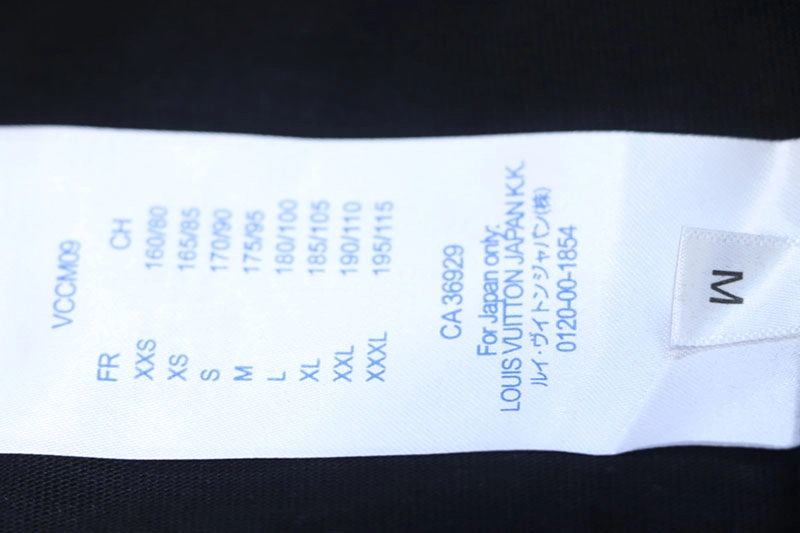 VCCM09
FR CH
XXS 160/80
XS 165/85
S 170/90
M 175/95
L 180/100
XL 185/105
XXL 190/110
XXXL 195/115
CA 36929
For Japan only:
LOUIS VUITTON JAPAN K.K.
ルイ・ヴィトンジャパン(株)
0120-00-1854
M